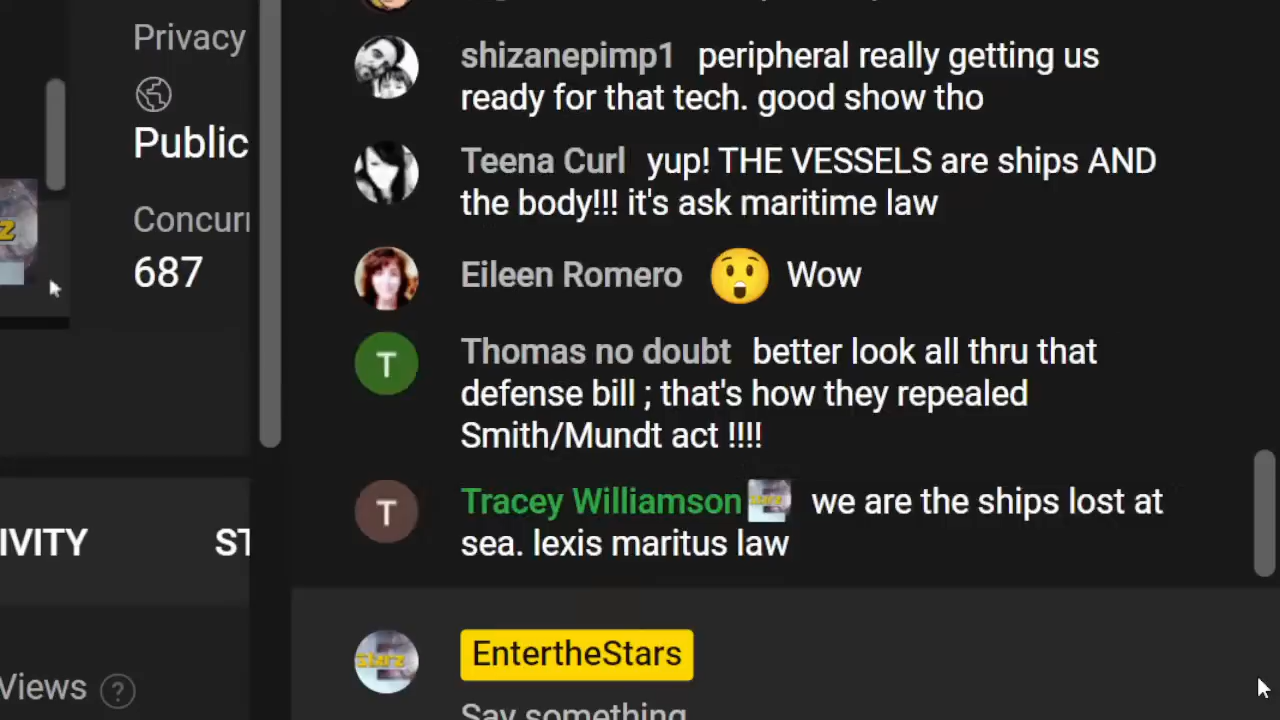 Privacy
Public
Concurr
687
IVITY ST
Views ?
shizanepimp1 peripheral really getting us
ready for that tech. good show tho
Teena Curl yup! THE VESSELS are ships AND
the body!!! it's ask maritime law
Eileen Romero 😲 Wow
T Thomas no doubt better look all thru that
defense bill ; that's how they repealed
Smith/Mundt act !!!!
T Tracey Williamson we are the ships lost at
sea. lexis maritus law
EntertheStars
Say something